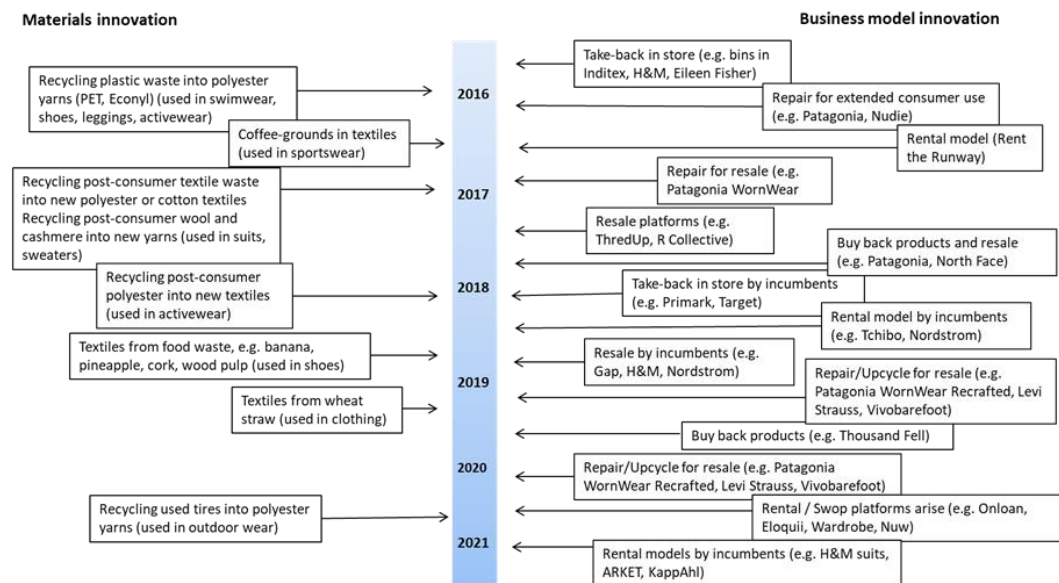 Materials innovation
Business model innovation
Recycling plastic waste into polyester
yarns (PET, Econyl) (used in swimwear,
shoes, leggings, activewear)
Coffee-grounds in textiles
(used in sportswear)
Recycling post-consumer textile waste
into new polyester or cotton textiles
Recycling post-consumer wool and
cashmere into new yarns (used in suits,
sweaters)
Recycling post-consumer
polyester into new textiles
(used in activewear)
Textiles from food waste, e.g. banana,
pineapple, cork, wood pulp (used in shoes)
Textiles from wheat
straw (used in clothing)
Recycling used tires into polyester
yarns (used in outdoor wear)
2016
2017
2018
2019
2020
2021
Take-back in store (e.g. bins in
Inditex, H&M, Eileen Fisher)
Repair for extended consumer use
(e.g. Patagonia, Nudie)
Rental model (Rent
the Runway)
Repair for resale (e.g.
Patagonia WornWear
Resale platforms (e.g.
ThredUp, R Collective)
Buy back products and resale
(e.g. Patagonia, North Face)
Take-back in store by incumbents
(e.g. Primark, Target)
Rental model by incumbents
(e.g. Tchibo, Nordstrom)
Resale by incumbents (e.g.
Gap, H&M, Nordstrom)
Repair/Upcycle for resale (e.g.
Patagonia WornWear Recrafted, Levi
Strauss, Vivobarefoot)
Buy back products (e.g. Thousand Fell)
Repair/Upcycle for resale (e.g. Patagonia
WornWear Recrafted, Levi Strauss, Vivobarefoot)
Rental / Swop platforms arise (e.g. Onloan,
Eloquii, Wardrobe, Nuw)
Rental models by incumbents (e.g. H&M suits,
ARKET, KappAhl)